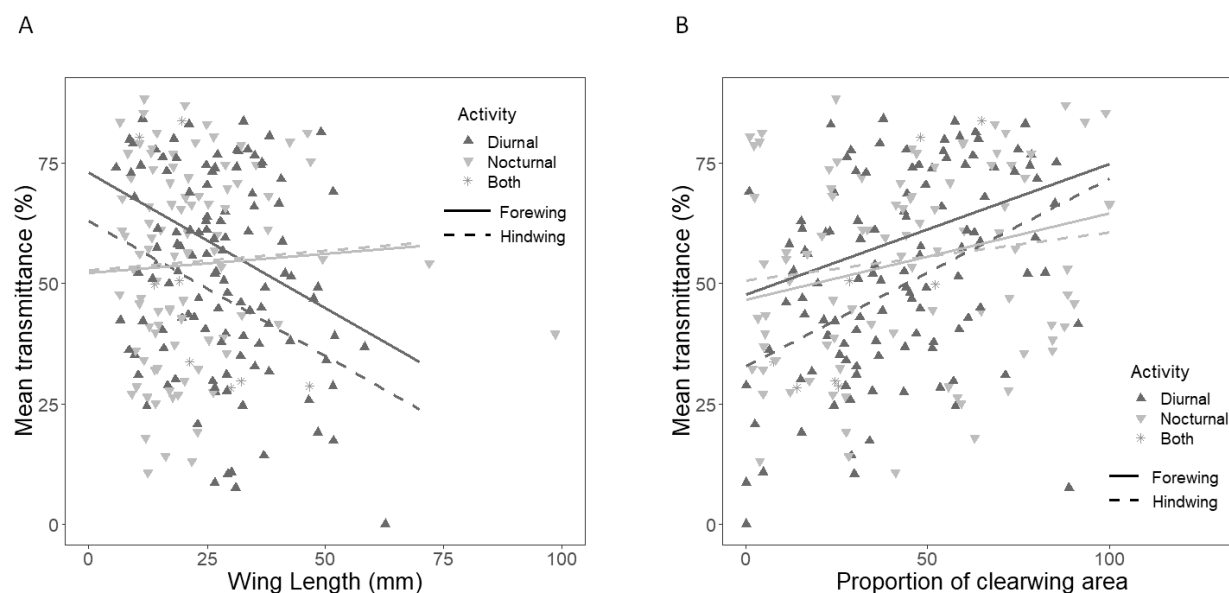 A
Mean transmittance (%)
75
50
25
0
Activity
Diurnal
Nocturnal
Both
Forewing
Hindwing
0
25
50
75
100
Wing Length (mm)
B
Mean transmittance (%)
75
50
25
0
Activity
Diurnal
Nocturnal
Both
Forewing
Hindwing
0
50
100
Proportion of clearwing area